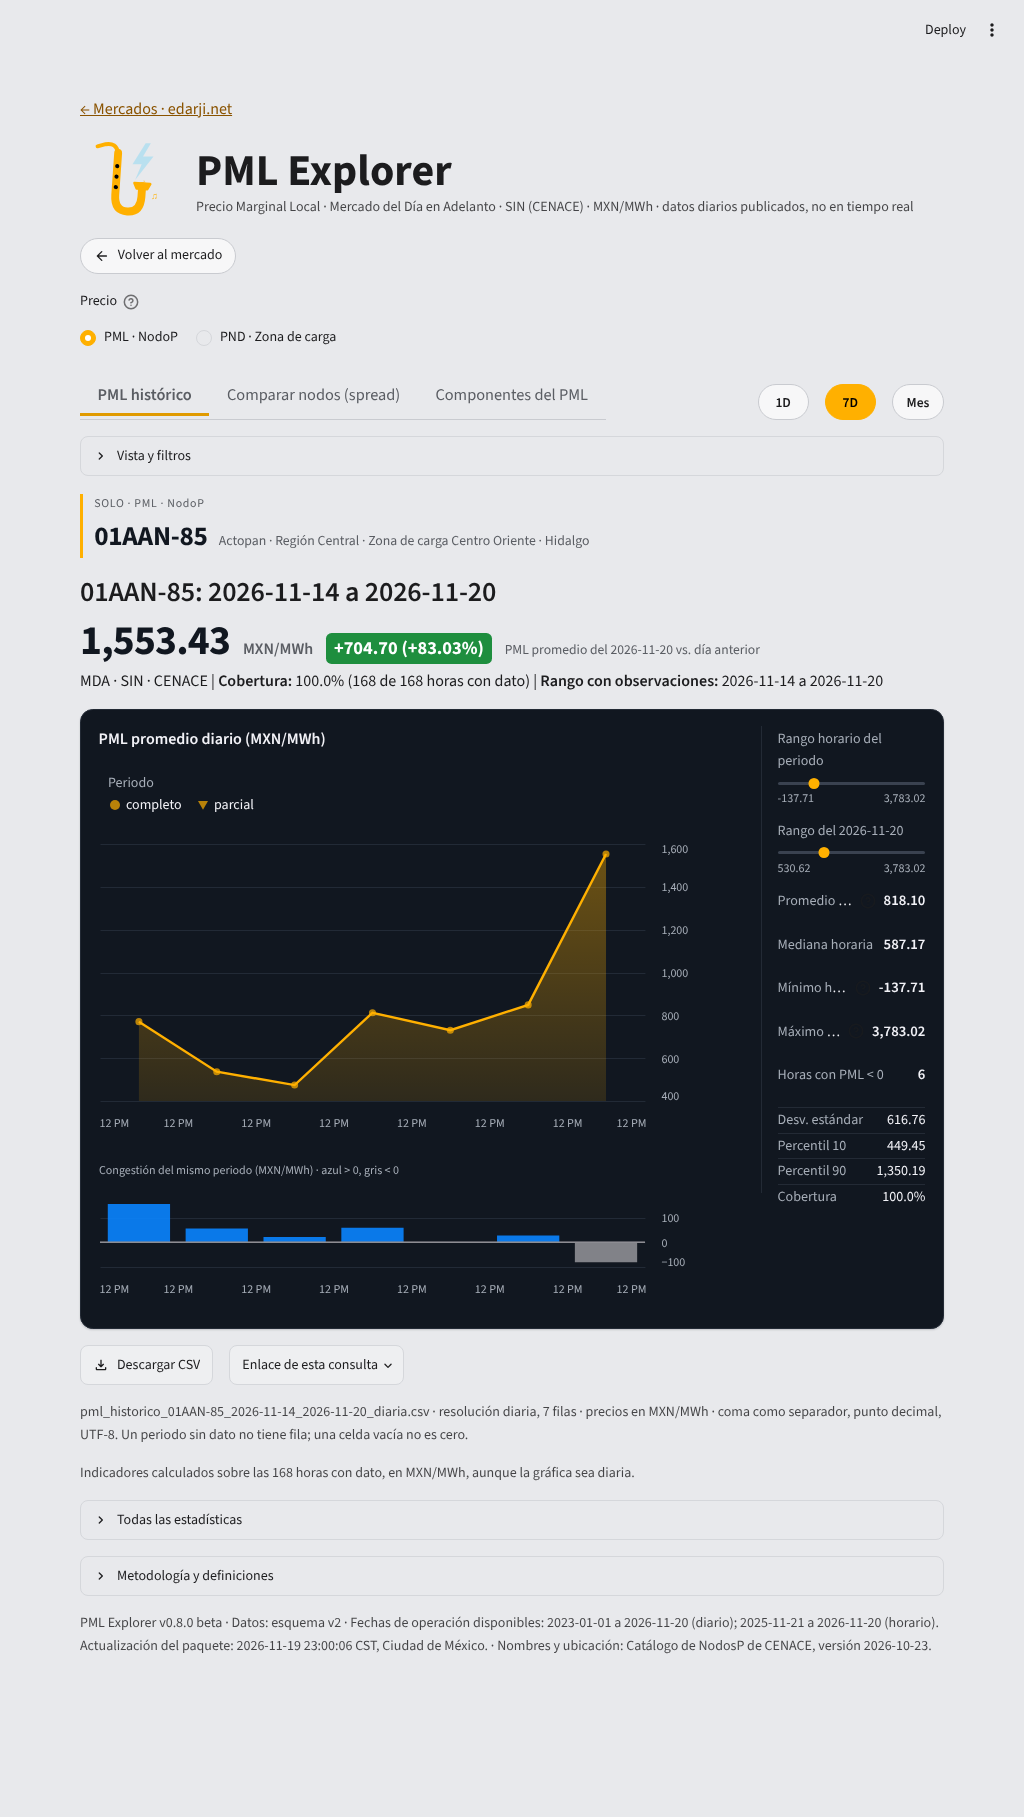 Deploy
← Mercados · edarji.net
PML Explorer
Precio Marginal Local · Mercado del Día en Adelanto · SIN (CENACE) · MXN/MWh · datos diarios publicados, no en tiempo real
Volver al mercado
Precio
PML · NodoP
PND · Zona de carga
PML histórico
Comparar nodos (spread)
Componentes del PML
1D
7D
Mes
Vista y filtros
SOLO · PML · NodoP
01AAN-85 Actopan · Región Central · Zona de carga Centro Oriente · Hidalgo
01AAN-85: 2026-11-14 a 2026-11-20
1,553.43 MXN/MWh +704.70 (+83.03%) PML promedio del 2026-11-20 vs. día anterior
MDA · SIN · CENACE | Cobertura: 100.0% (168 de 168 horas con dato) | Rango con observaciones: 2026-11-14 a 2026-11-20
PML promedio diario (MXN/MWh)
Periodo
completo
parcial
1,600
1,400
1,200
1,000
800
600
400
12 PM 12 PM 12 PM 12 PM 12 PM 12 PM 12 PM 12 PM
Congestión del mismo periodo (MXN/MWh) · azul > 0, gris < 0
100
0
−100
12 PM 12 PM 12 PM 12 PM 12 PM 12 PM 12 PM 12 PM
Rango horario del
periodo
-137.71 3,783.02
Rango del 2026-11-20
530.62 3,783.02
Promedio ... 818.10
Mediana horaria 587.17
Mínimo h... -137.71
Máximo ... 3,783.02
Horas con PML < 0 6
Desv. estándar 616.76
Percentil 10 449.45
Percentil 90 1,350.19
Cobertura 100.0%
Descargar CSV
Enlace de esta consulta
pml_historico_01AAN-85_2026-11-14_2026-11-20_diaria.csv · resolución diaria, 7 filas · precios en MXN/MWh · coma como separador, punto decimal,
UTF-8. Un periodo sin dato no tiene fila; una celda vacía no es cero.
Indicadores calculados sobre las 168 horas con dato, en MXN/MWh, aunque la gráfica sea diaria.
Todas las estadísticas
Metodología y definiciones
PML Explorer v0.8.0 beta · Datos: esquema v2 · Fechas de operación disponibles: 2023-01-01 a 2026-11-20 (diario); 2025-11-21 a 2026-11-20 (horario).
Actualización del paquete: 2026-11-19 23:00:06 CST, Ciudad de México. · Nombres y ubicación: Catálogo de NodosP de CENACE, versión 2026-10-23.